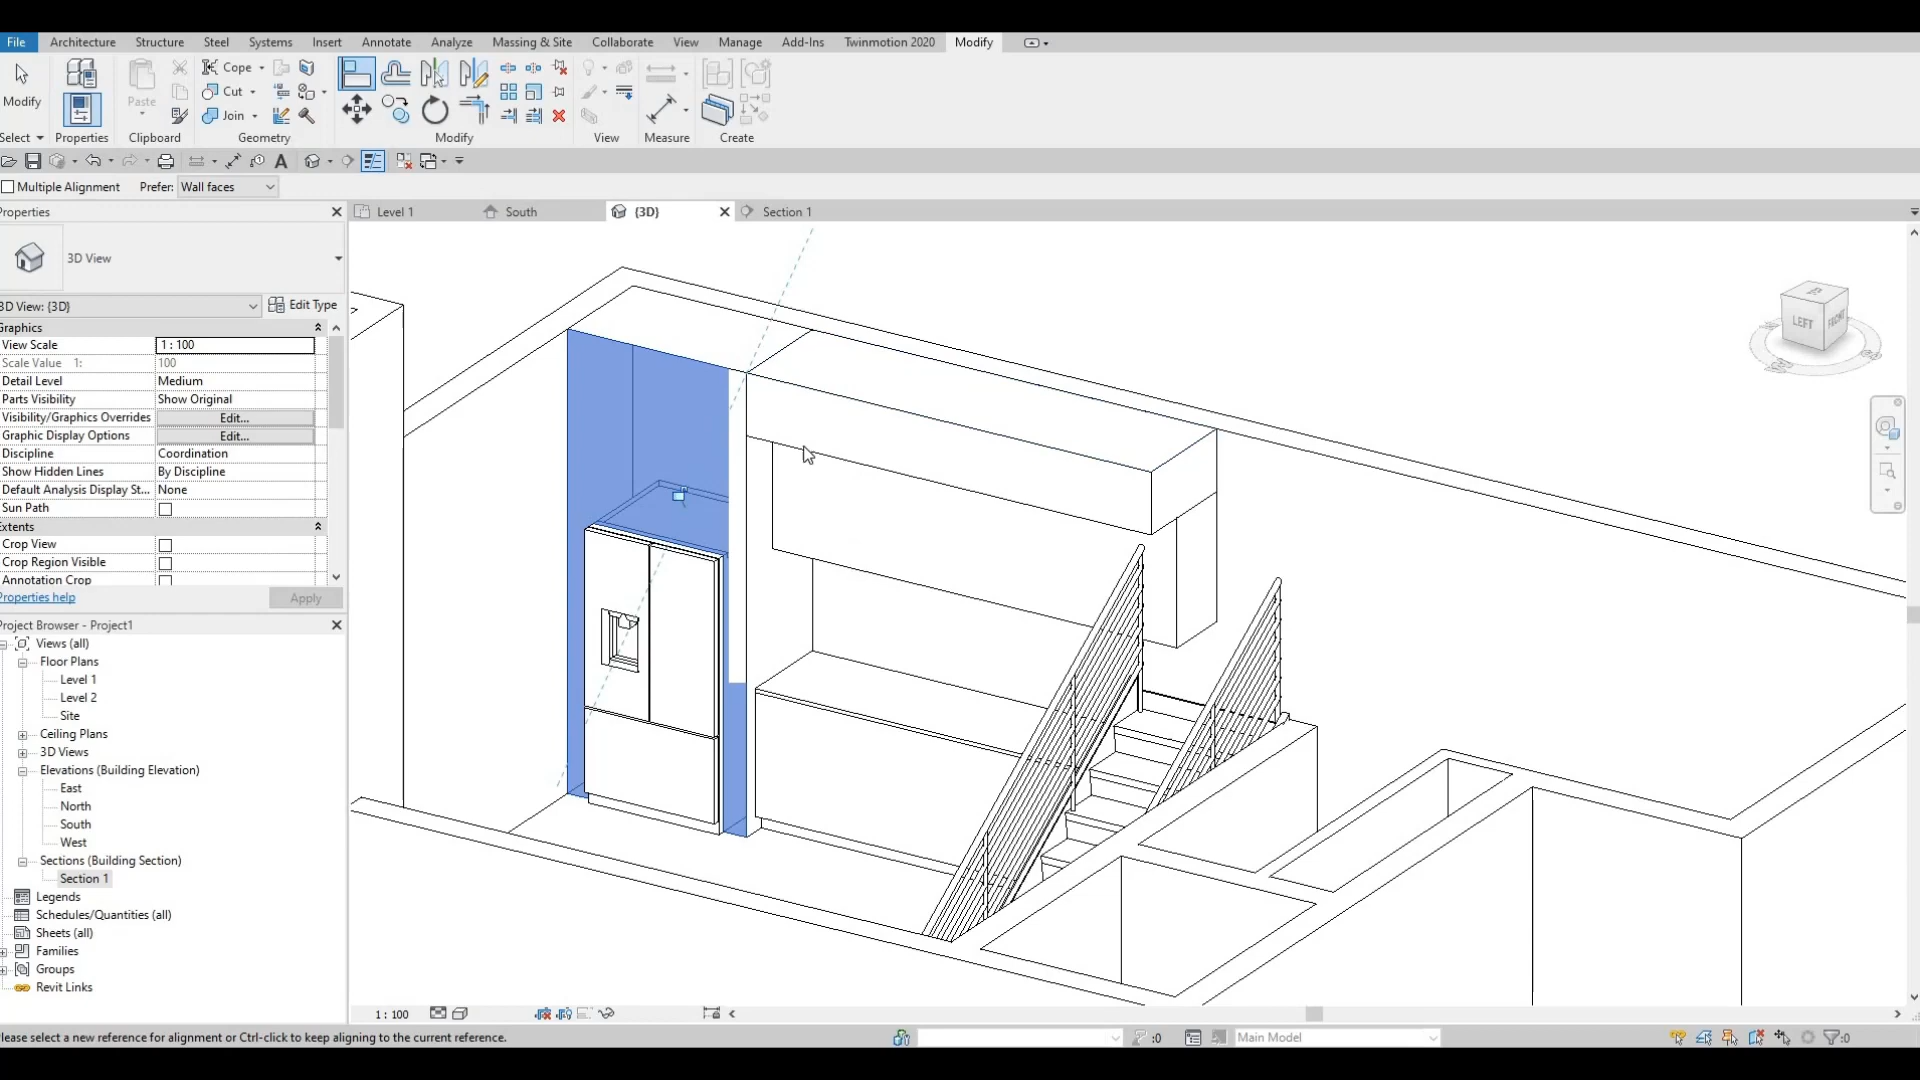 File Architecture Structure Steel Systems Insert Annotate Analyze Massing & Site Collaborate View Manage Add-Ins Twinmotion 2020 Modify
Modify
Select
Properties
Paste
Clipboard
Cope
Cut
Join
Geometry
Modify
View
Measure
Create
Multiple Alignment Prefer: Wall faces
Properties
Level 1
South
{3D}
Section 1
3D View
3D View: {3D}
Edit Type
Graphics
View Scale 1 : 100
Scale Value 1: 100
Detail Level Medium
Parts Visibility Show Original
Visibility/Graphics Overrides Edit...
Graphic Display Options Edit...
Discipline Coordination
Show Hidden Lines By Discipline
Default Analysis Display St... None
Sun Path
Extents
Crop View
Crop Region Visible
Annotation Crop
Properties help
Apply
LEFT
FRONT
Project Browser - Project1
Views (all)
Floor Plans
Level 1
Level 2
Site
Ceiling Plans
3D Views
Elevations (Building Elevation)
East
North
South
West
Sections (Building Section)
Section 1
Legends
Schedules/Quantities (all)
Sheets (all)
Families
Groups
Revit Links
1 : 100
Please select a new reference for alignment or Ctrl-click to keep aligning to the current reference.
:0
Main Model
:0